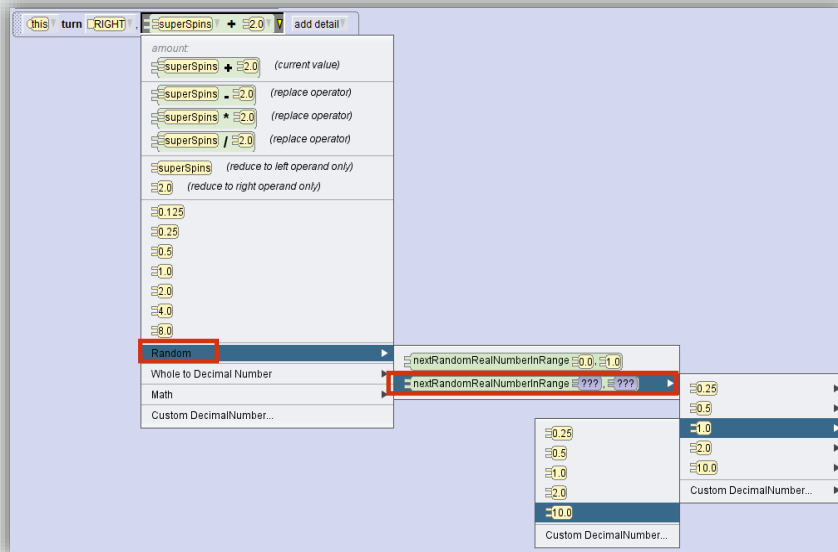 this turn RIGHT , superSpins + 2.0 add detail
amount:
superSpins + 2.0 (current value)
superSpins - 2.0 (replace operator)
superSpins * 2.0 (replace operator)
superSpins / 2.0 (replace operator)
superSpins (reduce to left operand only)
2.0 (reduce to right operand only)
0.125
0.25
0.5
1.0
2.0
4.0
8.0
Random
Whole to Decimal Number
Math
Custom DecimalNumber...
nextRandomRealNumberInRange 0.0, 1.0
nextRandomRealNumberInRange ???, ???
0.25
0.5
1.0
2.0
10.0
Custom DecimalNumber...
0.25
0.5
1.0
2.0
10.0
Custom DecimalNumber...